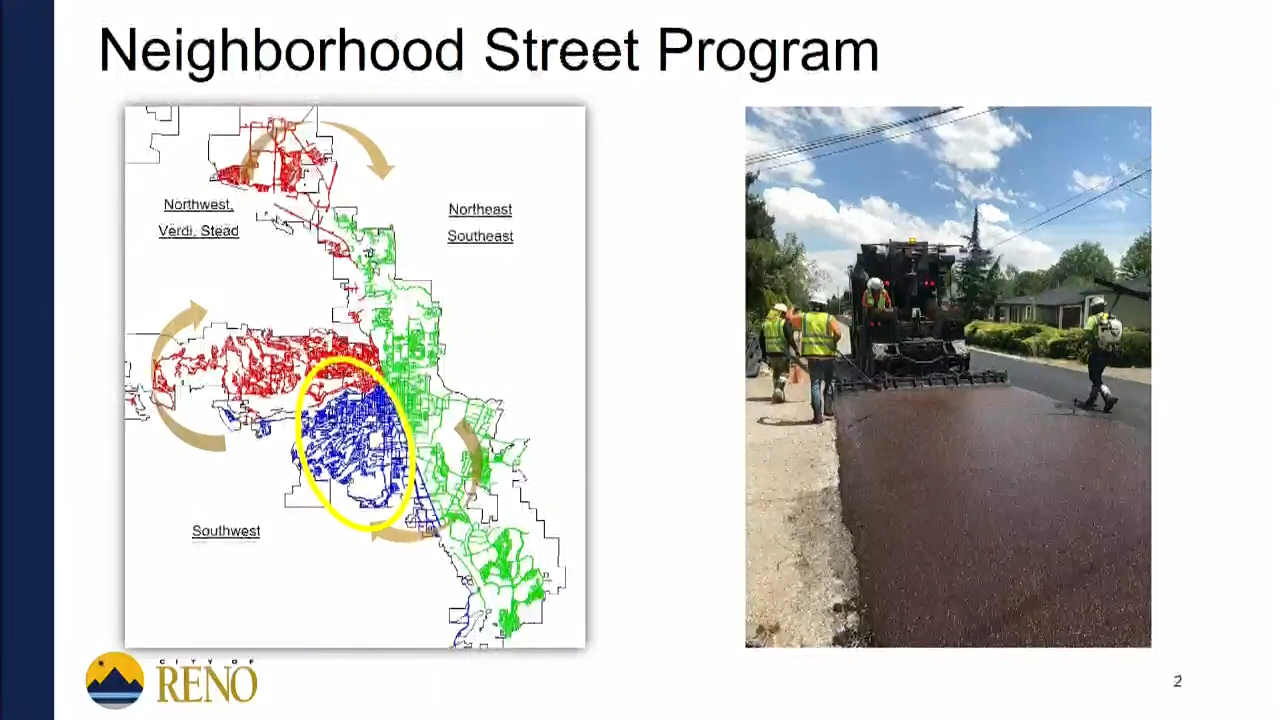 Neighborhood Street Program
Northwest,
Verdi, Stead
Northeast
Southeast
Southwest
CITY OF
RENO
2